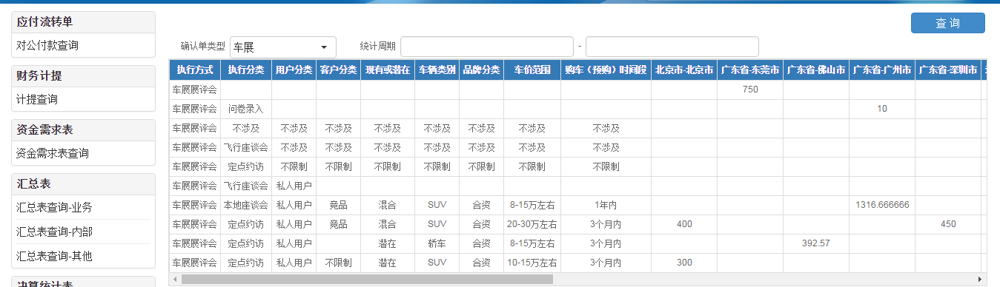 应付流转单
对公付款查询
财务计提
计提查询
资金需求表
资金需求表查询
汇总表
汇总表查询-业务
汇总表查询-内部
汇总表查询-其他
决算统计表
查 询
确认单类型 车展 统计周期 -
执行方式 执行分类 用户分类 客户分类 现有或潜在 车辆类别 品牌分类 车价范围 购车（预购）时间段 北京市-北京市 广东省-东莞市 广东省-佛山市 广东省-广州市 广东省-深圳市
车展展评会 750
车展展评会 问卷录入 10
车展展评会 不涉及 不涉及 不涉及 不涉及 不涉及 不涉及 不涉及 不涉及
车展展评会 飞行座谈会 不涉及 不涉及 不涉及 不涉及 不涉及 不涉及 不涉及
车展展评会 定点约访 不限制 不限制 不限制 不限制 不限制 不限制 不限制
车展展评会 飞行座谈会 私人用户
车展展评会 本地座谈会 私人用户 竞品 混合 SUV 合资 8-15万左右 1年内 1316.666666
车展展评会 定点约访 私人用户 竞品 混合 SUV 合资 20-30万左右 3个月内 400 450
车展展评会 定点约访 私人用户 潜在 轿车 合资 8-15万左右 3个月内 392.57
车展展评会 定点约访 私人用户 不限制 潜在 SUV 合资 10-15万左右 3个月内 300